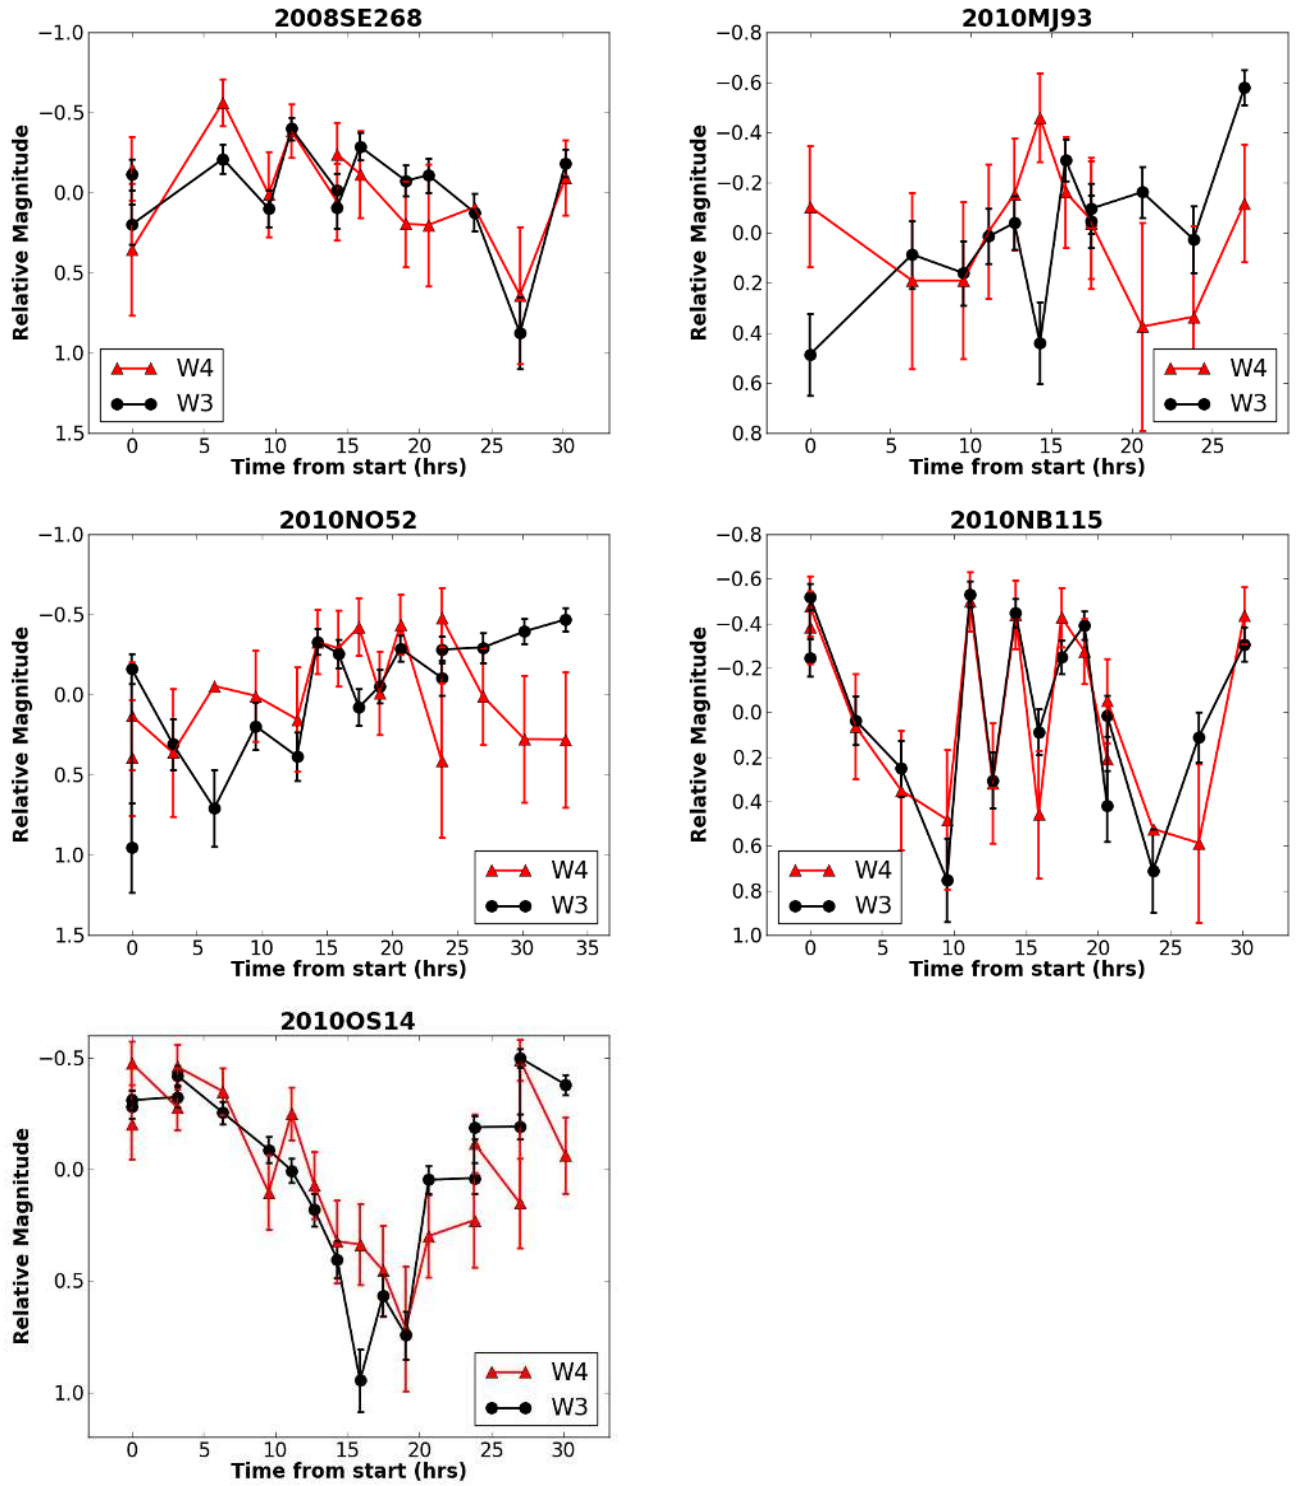 2008SE268
−1.0
−0.5
0.0
0.5
1.0
1.5
Relative Magnitude
W4
W3
0 5 10 15 20 25 30
Time from start (hrs)
2010MJ93
−0.8
−0.6
−0.4
−0.2
0.0
0.2
0.4
0.6
0.8
Relative Magnitude
W4
W3
0 5 10 15 20 25
Time from start (hrs)
2010NO52
−1.0
−0.5
0.0
0.5
1.0
1.5
Relative Magnitude
W4
W3
0 5 10 15 20 25 30 35
Time from start (hrs)
2010NB115
−0.8
−0.6
−0.4
−0.2
0.0
0.2
0.4
0.6
0.8
1.0
Relative Magnitude
W4
W3
0 5 10 15 20 25 30
Time from start (hrs)
2010OS14
−0.5
0.0
0.5
1.0
Relative Magnitude
W4
W3
0 5 10 15 20 25 30
Time from start (hrs)